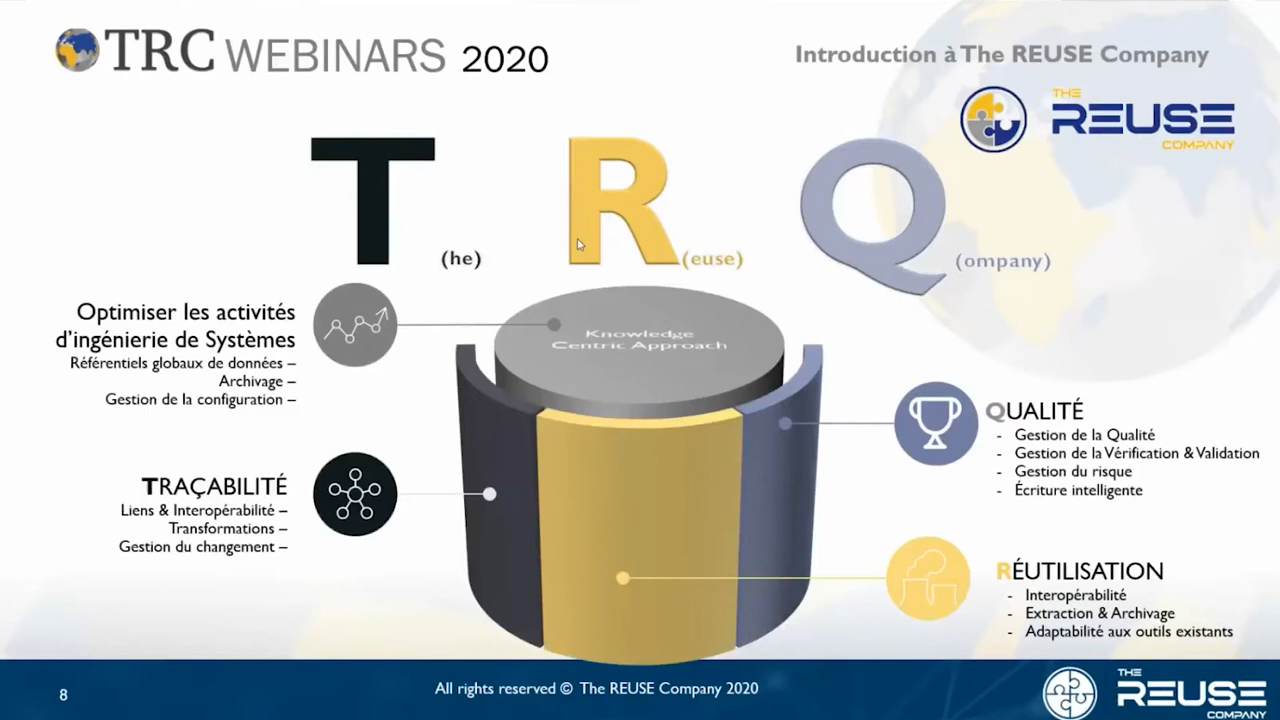 TRC WEBINARS 2020
Introduction à The REUSE Company
THE
REUSE
COMPANY
T (he) R (euse) Q (ompany)
Optimiser les activités
d'ingénierie de Systèmes
Référentiels globaux de données –
Archivage –
Gestion de la configuration –
Knowledge
Centric Approach
TRAÇABILITÉ
Liens & Interopérabilité –
Transformations –
Gestion du changement –
QUALITÉ
- Gestion de la Qualité
- Gestion de la Vérification & Validation
- Gestion du risque
- Écriture intelligente
RÉUTILISATION
- Interopérabilité
- Extraction & Archivage
- Adaptabilité aux outils existants
8
All rights reserved © The REUSE Company 2020
THE
REUSE
COMPANY